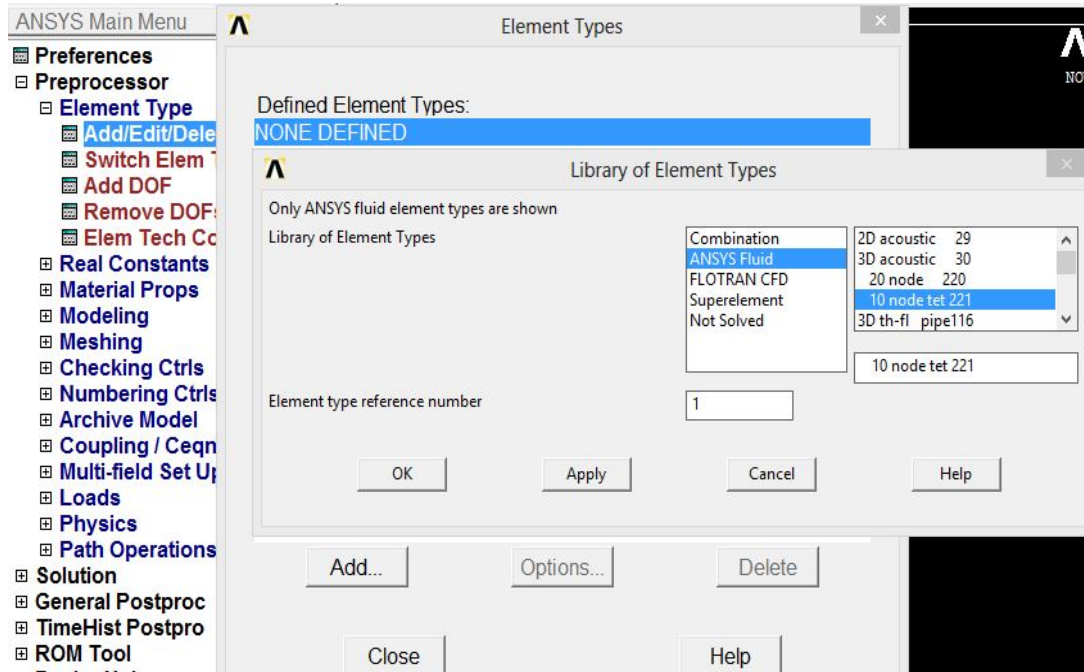 ANSYS Main Menu
Preferences
Preprocessor
Element Type
Add/Edit/Dele
Switch Elem
Add DOF
Remove DOF
Elem Tech Co
Real Constants
Material Props
Modeling
Meshing
Checking Ctrls
Numbering Ctrls
Archive Model
Coupling / Ceqn
Multi-field Set Up
Loads
Physics
Path Operations
Solution
General Postproc
TimeHist Postpro
ROM Tool
Element Types
Defined Element Types:
NONE DEFINED
Library of Element Types
Only ANSYS fluid element types are shown
Library of Element Types
Combination
ANSYS Fluid
FLOTRAN CFD
Superelement
Not Solved
2D acoustic 29
3D acoustic 30
20 node 220
10 node tet 221
3D th-fl pipe116
10 node tet 221
Element type reference number
1
OK Apply Cancel Help
Add... Options... Delete
Close Help